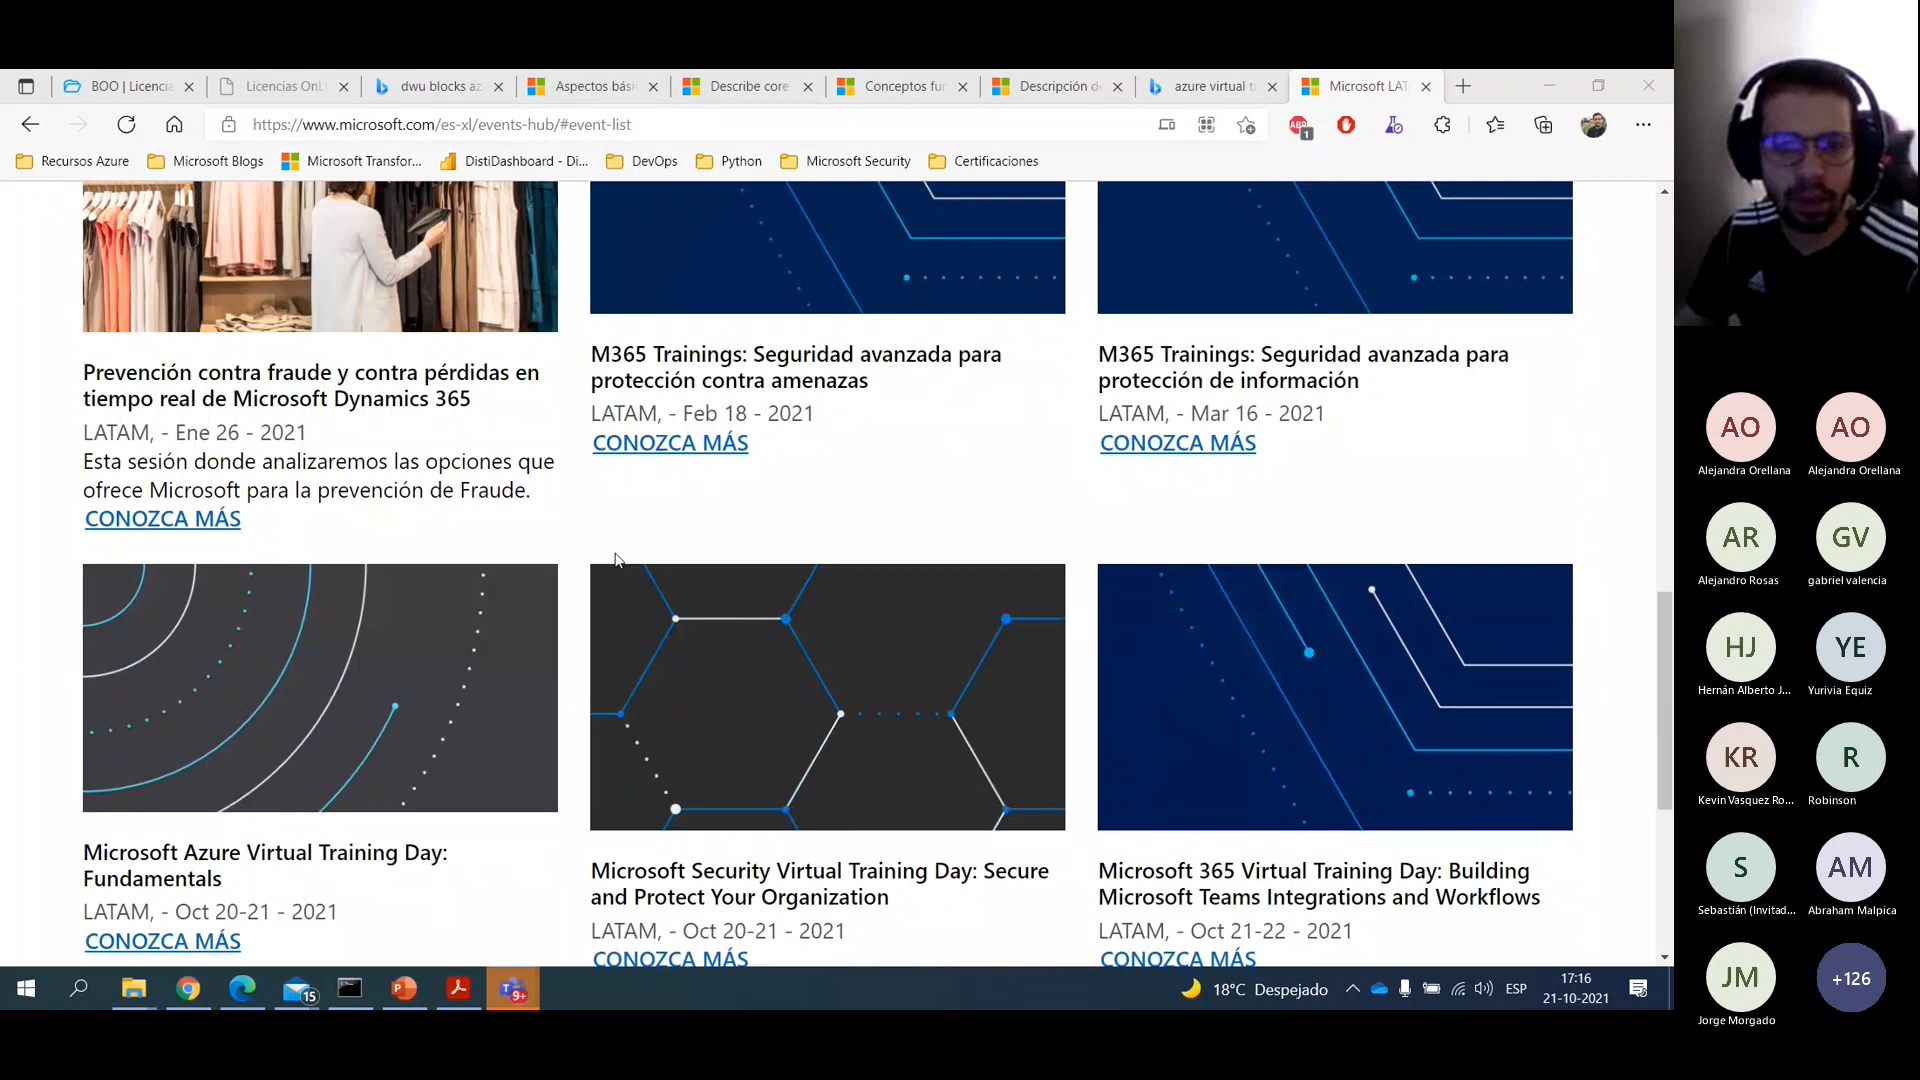 BOO | Licencia
Licencias OnL
dwu blocks az
Aspectos bási
Describe core
Conceptos fun
Descripción de
azure virtual t
Microsoft LAT
https://www.microsoft.com/es-xl/events-hub/#event-list
ABP
1
Recursos Azure
Microsoft Blogs
Microsoft Transfor...
DistiDashboard - Di...
DevOps
Python
Microsoft Security
Certificaciones
Prevención contra fraude y contra pérdidas en
tiempo real de Microsoft Dynamics 365
LATAM, - Ene 26 - 2021
Esta sesión donde analizaremos las opciones que
ofrece Microsoft para la prevención de Fraude.
CONOZCA MÁS
M365 Trainings: Seguridad avanzada para
protección contra amenazas
LATAM, - Feb 18 - 2021
CONOZCA MÁS
M365 Trainings: Seguridad avanzada para
protección de información
LATAM, - Mar 16 - 2021
CONOZCA MÁS
Microsoft Azure Virtual Training Day:
Fundamentals
LATAM, - Oct 20-21 - 2021
CONOZCA MÁS
Microsoft Security Virtual Training Day: Secure
and Protect Your Organization
LATAM, - Oct 20-21 - 2021
CONOZCA MÁS
Microsoft 365 Virtual Training Day: Building
Microsoft Teams Integrations and Workflows
LATAM, - Oct 21-22 - 2021
CONOZCA MÁS
15
9+
18°C Despejado
ESP
17:16
21-10-2021
AO
Alejandra Orellana
AO
Alejandra Orellana
AR
Alejandro Rosas
GV
gabriel valencia
HJ
Hernán Alberto J...
YE
Yurivia Equiz
KR
Kevin Vasquez Ro...
R
Robinson
S
Sebastián (Invitad...
AM
Abraham Malpica
JM
Jorge Morgado
+126